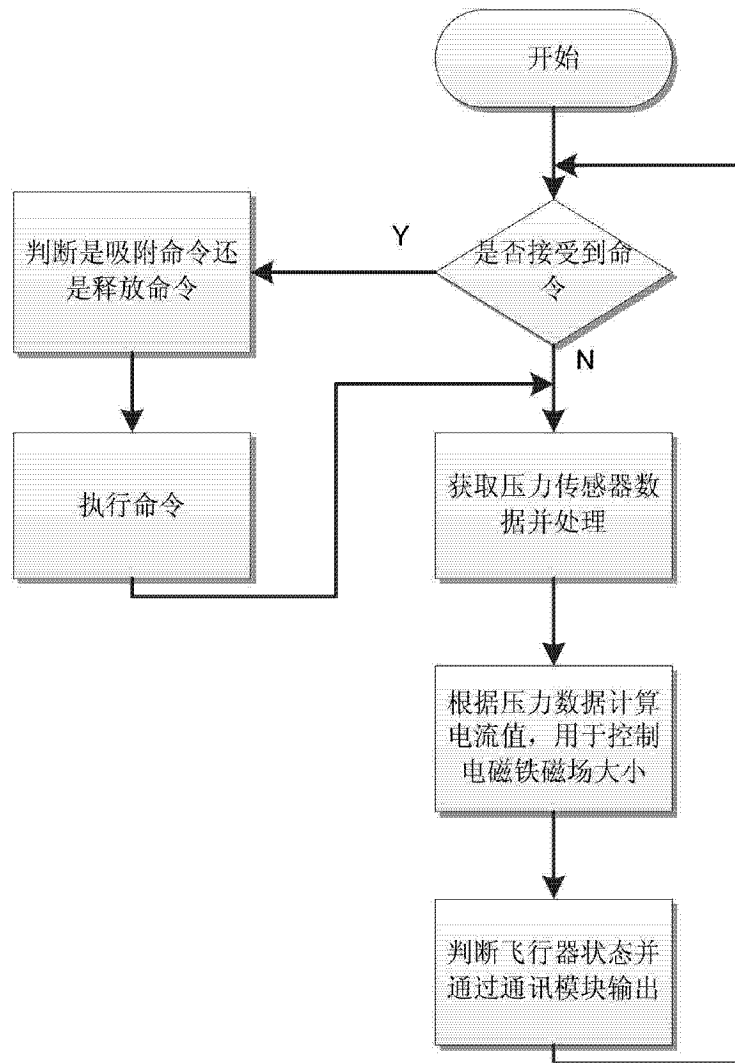 开始
是否接受到命
令
Y
N
判断是吸附命令还
是释放命令
执行命令
获取压力传感器数
据并处理
根据压力数据计算
电流值，用于控制
电磁铁磁场大小
判断飞行器状态并
通过通讯模块输出